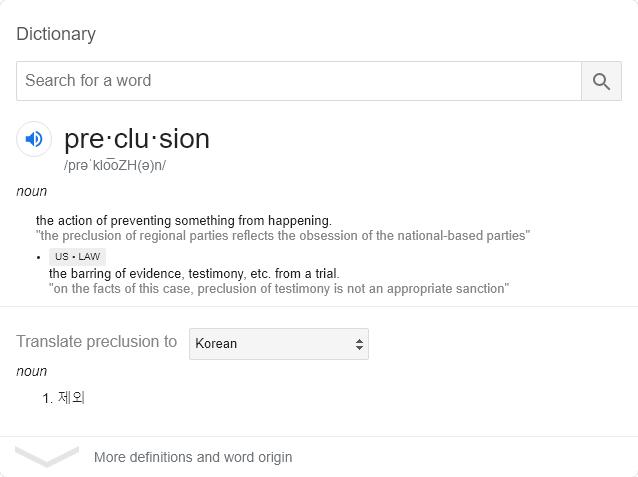 Dictionary
Search for a word
pre·clu·sion
/prəˈklo͞oZH(ə)n/
noun
the action of preventing something from happening.
"the preclusion of regional parties reflects the obsession of the national-based parties"
• US • LAW
the barring of evidence, testimony, etc. from a trial.
"on the facts of this case, preclusion of testimony is not an appropriate sanction"
Translate preclusion to Korean
noun
1. 제외
More definitions and word origin